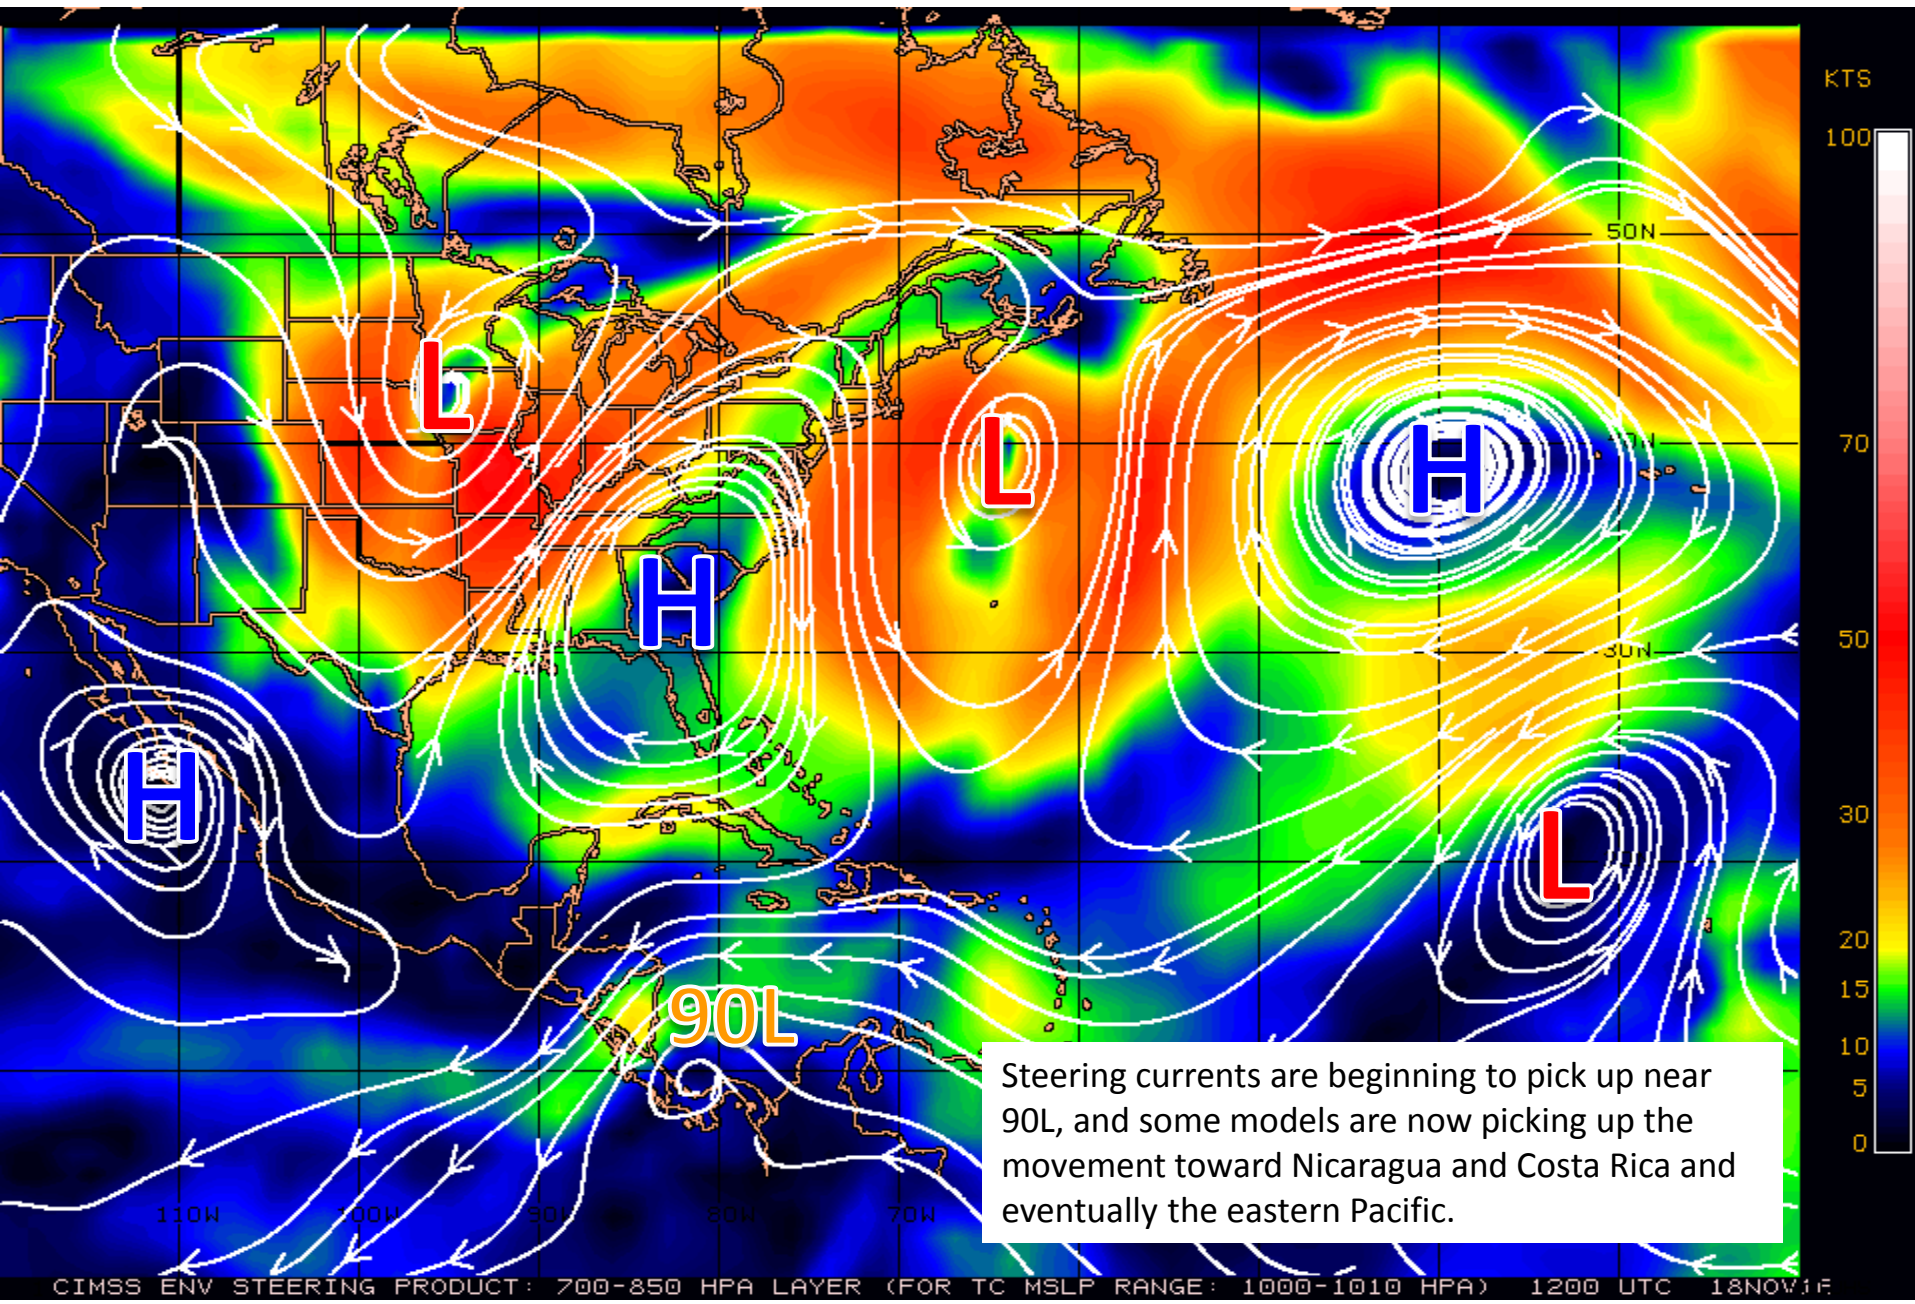 KTS
100
50N
L
L
H
70
H
50
30N
H
30
L
20
15
90L
10
5
0
Steering currents are beginning to pick up near
90L, and some models are now picking up the
movement toward Nicaragua and Costa Rica and
eventually the eastern Pacific.
110W 100W 90W 80W 70W
CIMSS ENV STEERING PRODUCT: 700-850 HPA LAYER (FOR TC MSLP RANGE: 1000-1010 HPA) 1200 UTC 18NOV